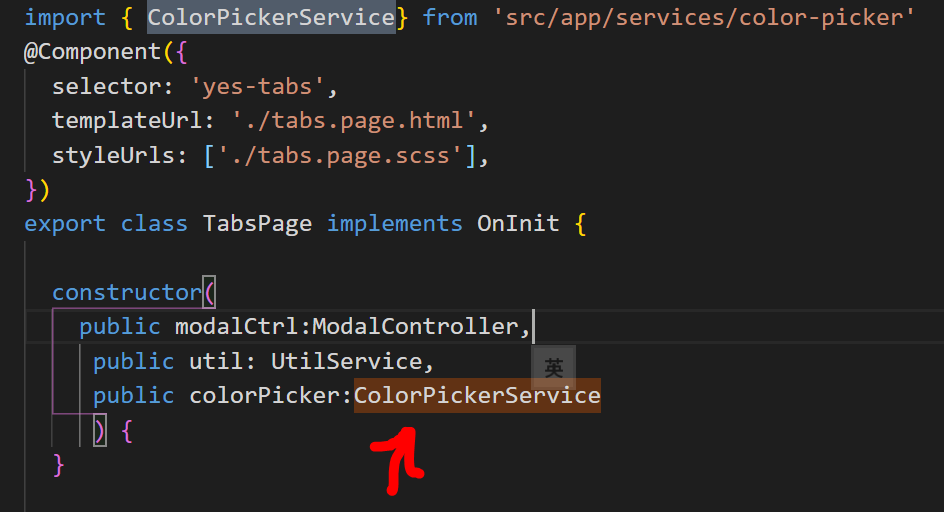 import { ColorPickerService} from 'src/app/services/color-picker'
@Component({
selector: 'yes-tabs',
templateUrl: './tabs.page.html',
styleUrls: ['./tabs.page.scss'],
})
export class TabsPage implements OnInit {
constructor(
public modalCtrl:ModalController,
public util: UtilService,
英
public colorPicker:ColorPickerService
) {
}